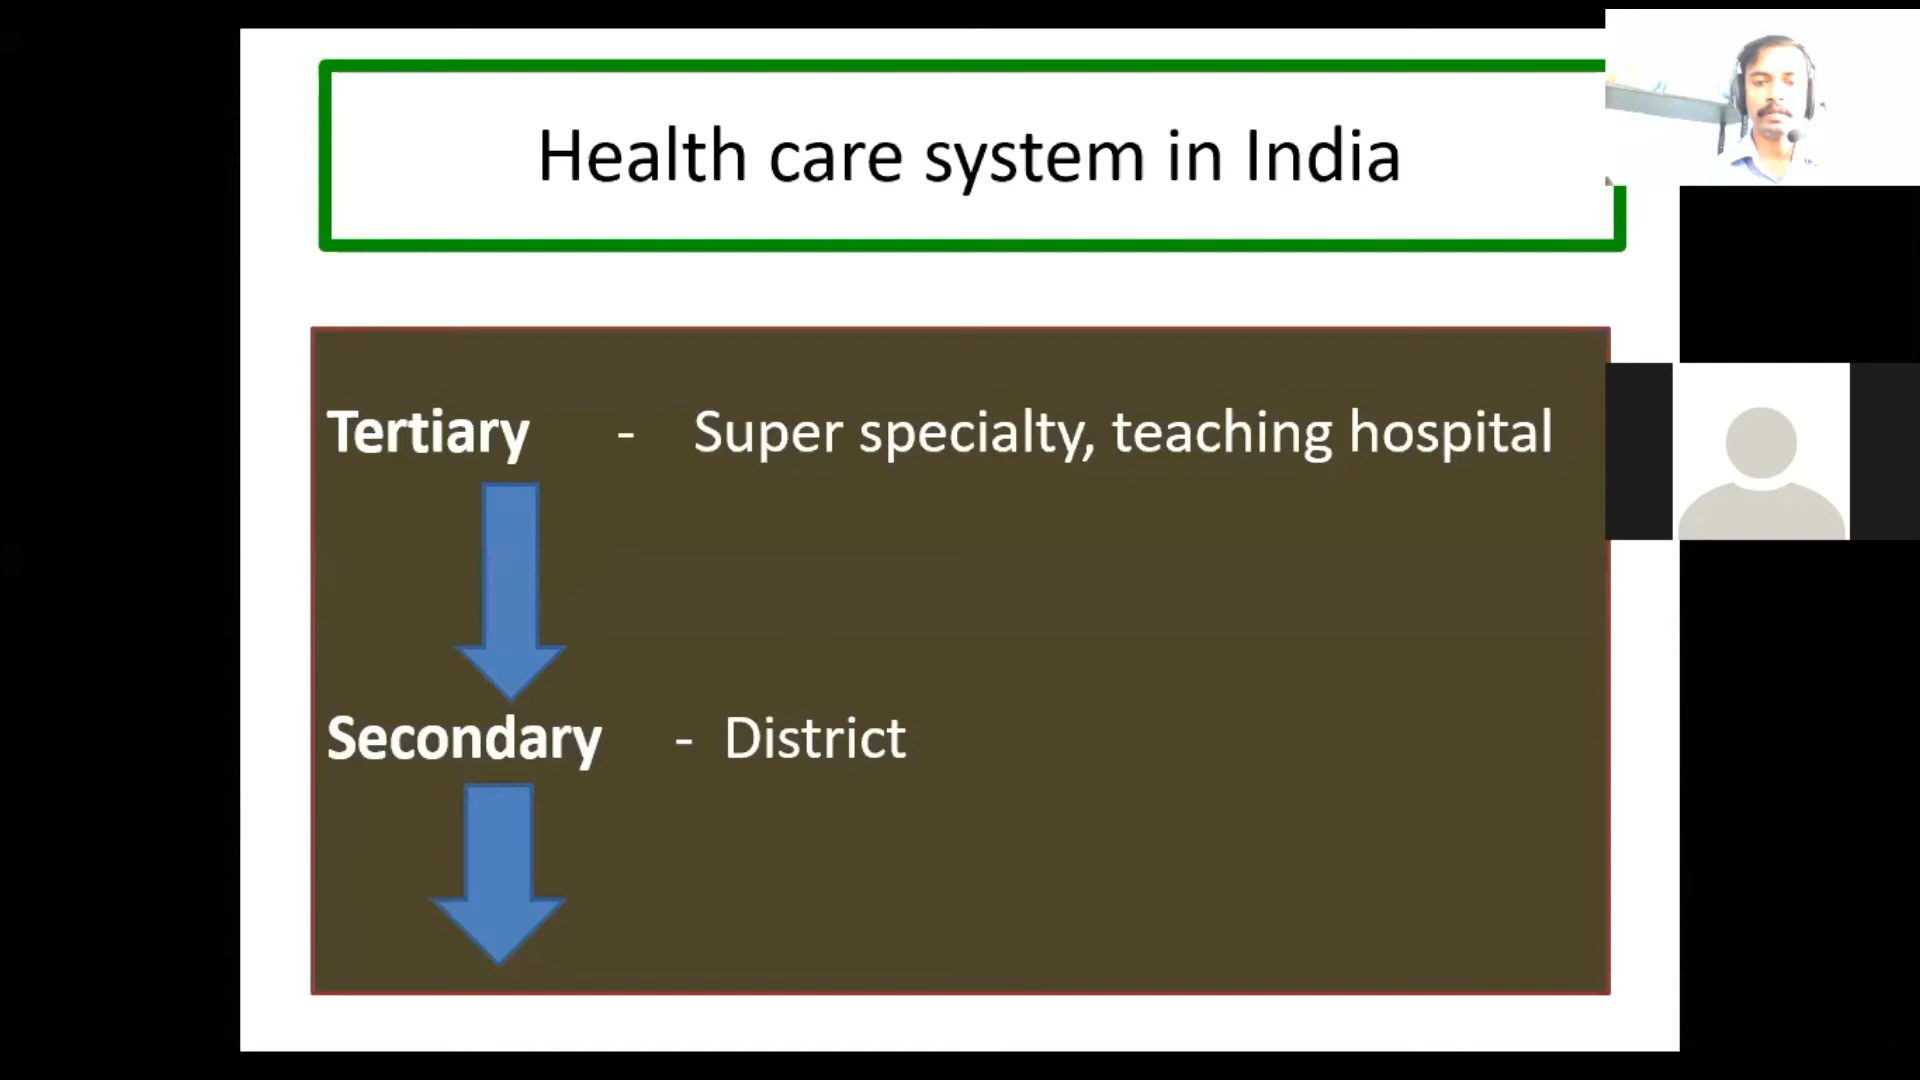 Health care system in India
Tertiary - Super specialty, teaching hospital
Secondary - District